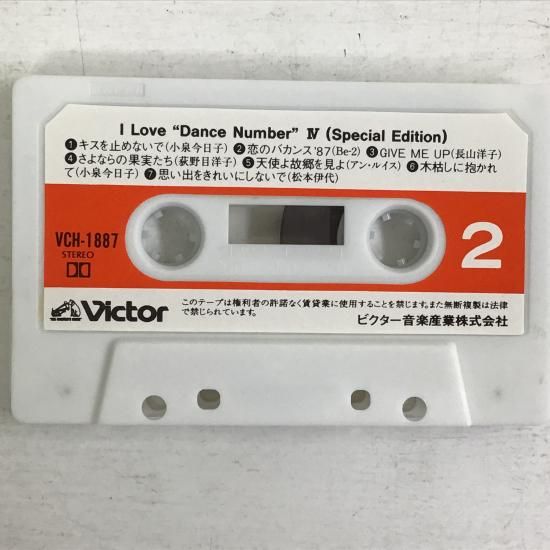 I Love “Dance Number” Ⅳ (Special Edition)
❶キスを止めないで(小泉今日子) ❷恋のバカンス'87(Be-2) ❸GIVE ME UP(長山洋子)
❹さよならの果実たち(荻野目洋子) ❺天使よ故郷を見よ(アン・ルイス) ❻木枯しに抱かれ
て(小泉今日子) ❼思い出をきれいにしないで(松本伊代)
VCH-1887
STEREO
2
Victor
このテープは権利者の許諾なく賃貸業に使用することを禁じます。また無断複製は法律
で禁じられています。
ビクター音楽産業株式会社